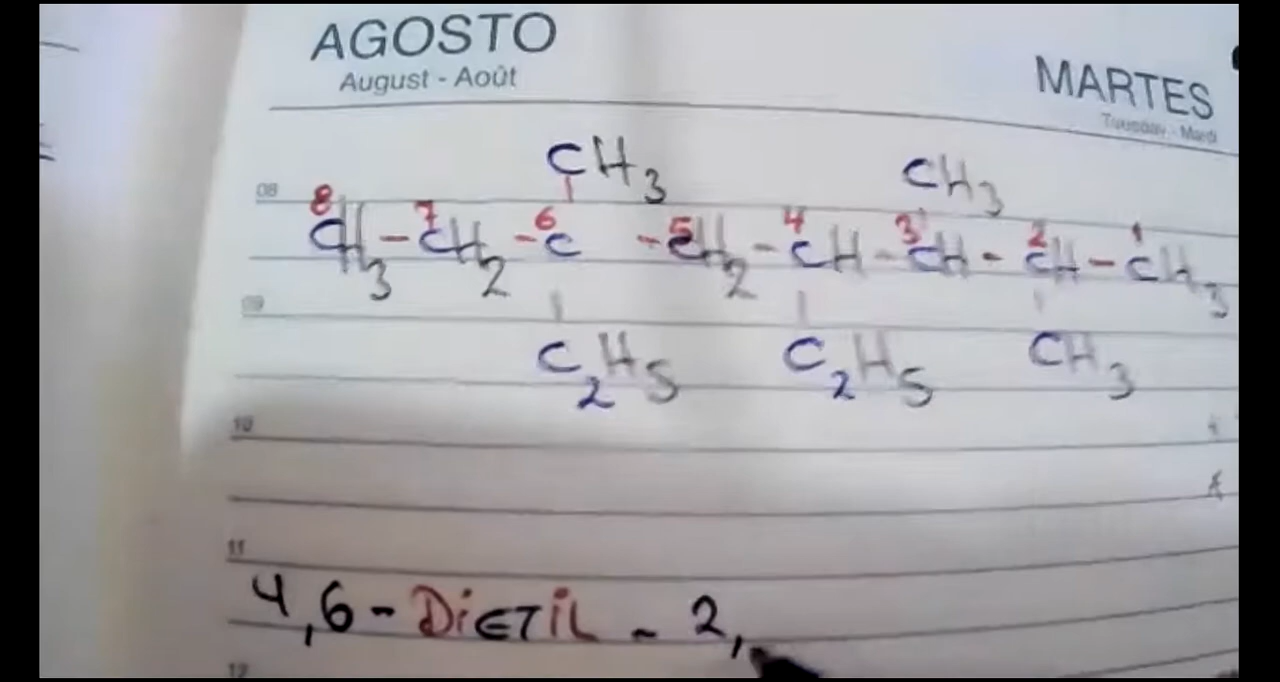 AGOSTO
August - Août
MARTES
Tuesday - Mardi
CH3 CH3
08
8 7 6 5 4 3 2 1
CH3 - CH2 - C - CH2 - CH - CH - CH - CH3
09
C2H5 C2H5 CH3
10
11
4,6 - DiETiL - 2,
12